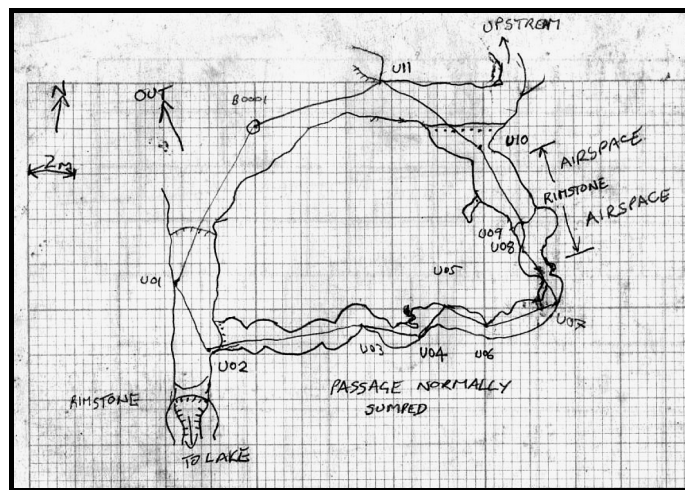 UPSTREAM
U11
N
OUT
B0001
U10
AIRSPACE
2m
RIMSTONE
AIRSPACE
U09
U08
U05
U01
U07
U03
U04
U06
U02
PASSAGE NORMALLY
SUMPED
RIMSTONE
TO LAKE